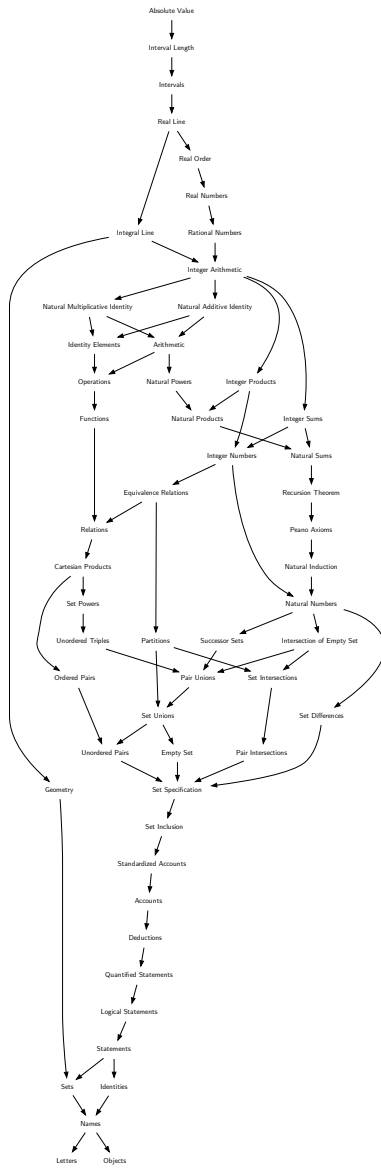 Absolute Value
Interval Length
Intervals
Real Line
Real Order
Real Numbers
Integral Line
Rational Numbers
Integer Arithmetic
Natural Multiplicative Identity
Natural Additive Identity
Identity Elements
Arithmetic
Operations
Natural Powers
Integer Products
Functions
Natural Products
Integer Sums
Integer Numbers
Natural Sums
Equivalence Relations
Recursion Theorem
Relations
Peano Axioms
Cartesian Products
Natural Induction
Set Powers
Natural Numbers
Unordered Triples
Partitions
Successor Sets
Intersection of Empty Set
Ordered Pairs
Pair Unions
Set Intersections
Set Unions
Set Differences
Unordered Pairs
Empty Set
Pair Intersections
Geometry
Set Specification
Set Inclusion
Standardized Accounts
Accounts
Deductions
Quantified Statements
Logical Statements
Statements
Sets
Identities
Names
Letters
Objects